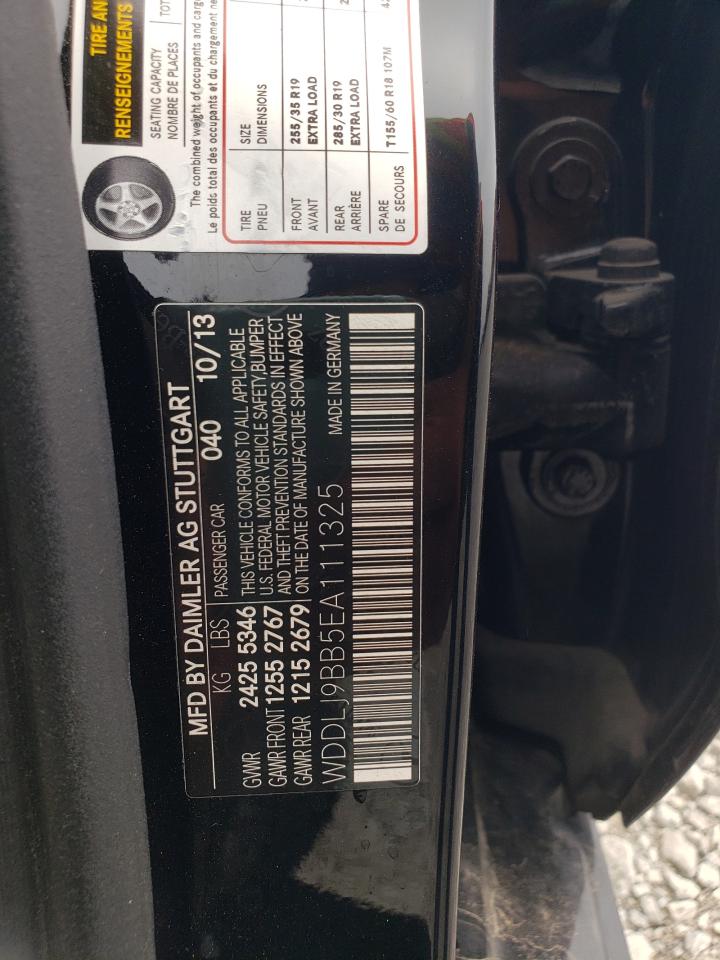 TIRE AN
RENSEIGNEMENTS
SEATING CAPACITY TOT
NOMBRE DE PLACES
The combined weight of occupants and cargo
Le poids total des occupants et du chargement ne
TIRE SIZE
PNEU DIMENSIONS
FRONT 255/35 R19
AVANT EXTRA LOAD
REAR 285/30 R19
ARRIÈRE EXTRA LOAD
SPARE T155/60 R18 107M
DE SECOURS
MFD BY DAIMLER AG STUTTGART
040 10/13
KG LBS PASSENGER CAR
GVWR 2425 5346
GAWR FRONT 1255 2767
GAWR REAR 1215 2679
THIS VEHICLE CONFORMS TO ALL APPLICABLE
U.S. FEDERAL MOTOR VEHICLE SAFETY, BUMPER
AND THEFT PREVENTION STANDARDS IN EFFECT
ON THE DATE OF MANUFACTURE SHOWN ABOVE
WDDLJ9BB5EA111325 MADE IN GERMANY